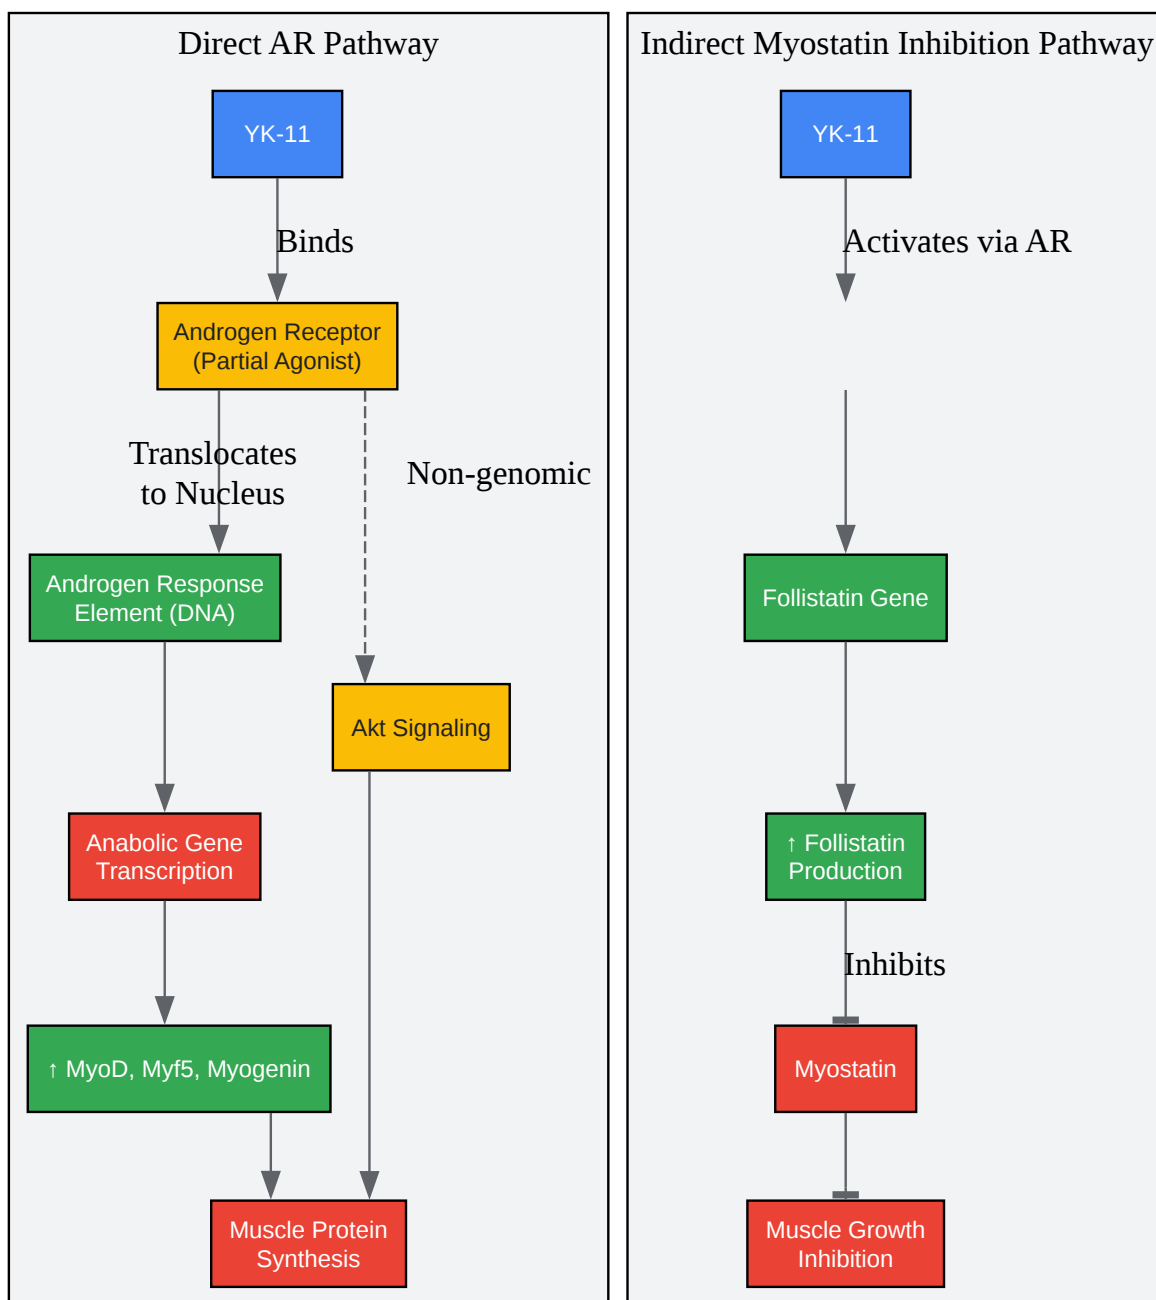 Direct AR Pathway
YK-11
Binds
Androgen Receptor
(Partial Agonist)
Translocates
to Nucleus
Non-genomic
Androgen Response
Element (DNA)
Akt Signaling
Anabolic Gene
Transcription
↑ MyoD, Myf5, Myogenin
Muscle Protein
Synthesis
Indirect Myostatin Inhibition Pathway
YK-11
Activates via AR
Follistatin Gene
↑ Follistatin
Production
Inhibits
Myostatin
Muscle Growth
Inhibition